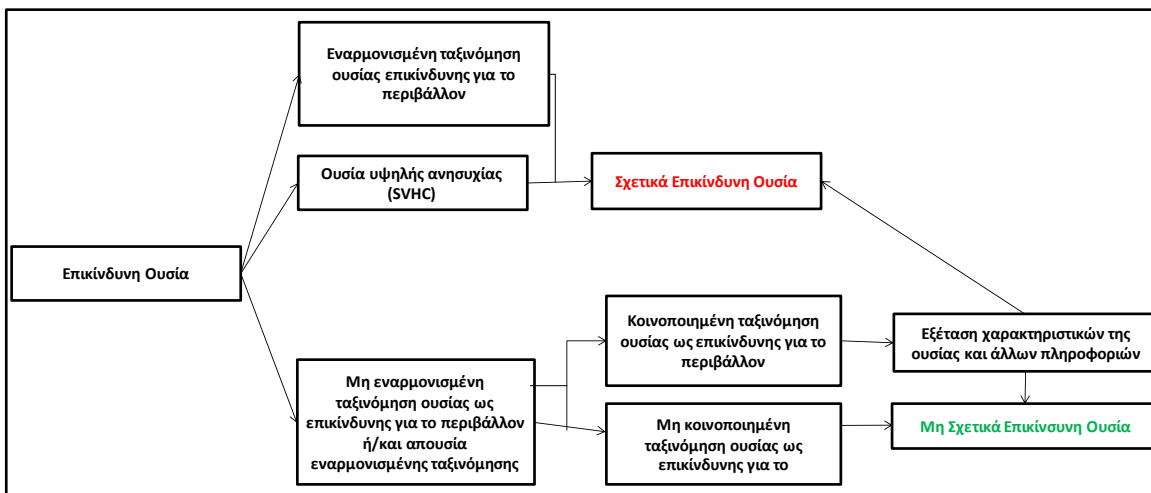 Εναρμονισμένη ταξινόμηση
ουσίας επικίνδυνης για το
περιβάλλον
Ουσία υψηλής ανησυχίας
(SVHC)
Σχετικά Επικίνδυνη Ουσία
Επικίνδυνη Ουσία
Κοινοποιημένη ταξινόμηση
ουσίας ως επικίνδυνης για το
περιβάλλον
Εξέταση χαρακτηριστικών της
ουσίας και άλλων πληροφοριών
Μη εναρμονισμένη
ταξινόμηση ουσίας ως
επικίνδυνης για το περιβάλλον
ή/και απουσία
εναρμονισμένης ταξινόμησης
Μη κοινοποιημένη
ταξινόμηση ουσίας ως
επικίνδυνης για το
Μη Σχετικά Επικίνσυνη Ουσία